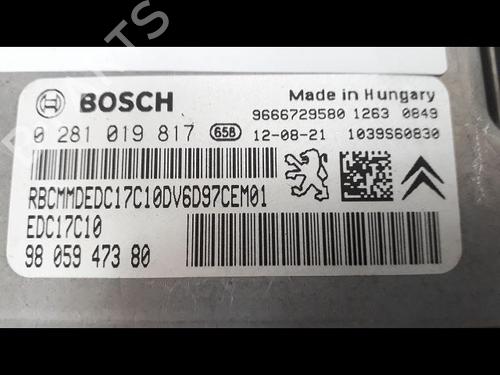 BOSCH
Made in Hungary
0 281 019 817 658
9666729580 1263 0849
12-08-21 1039S60830
RBCMMDEDC17C10DV6D97CEM01
EDC17C10
98 059 473 80